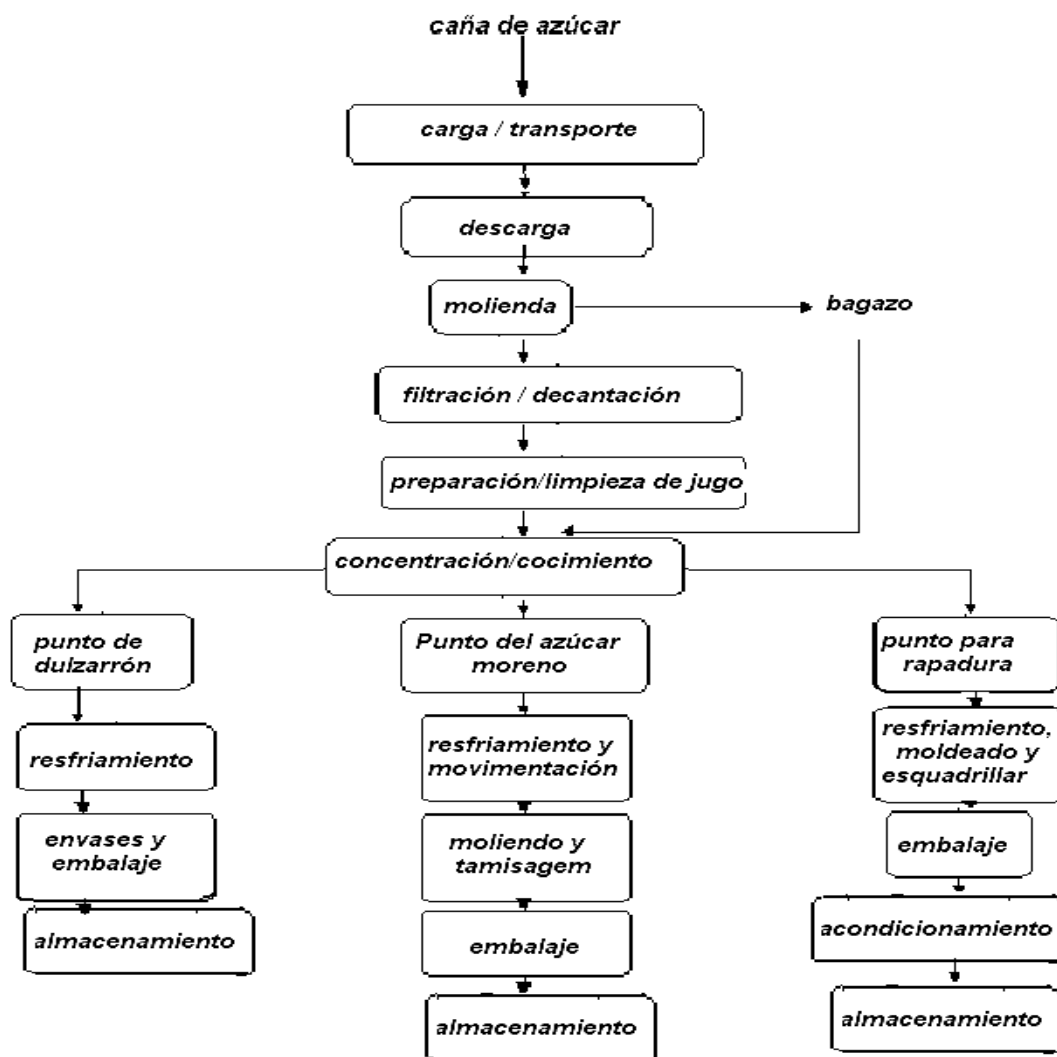 caña de azúcar
carga / transporte
descarga
molienda
bagazo
filtración / decantación
preparación/limpieza de jugo
concentración/cocimiento
punto de
dulzarrón
resfriamiento
envases y
embalaje
almacenamiento
Punto del azúcar
moreno
resfriamiento y
movimentación
moliendo y
tamisagem
embalaje
almacenamiento
punto para
rapadura
resfriamiento,
moldeado y
esquadrillar
embalaje
acondicionamiento
almacenamiento